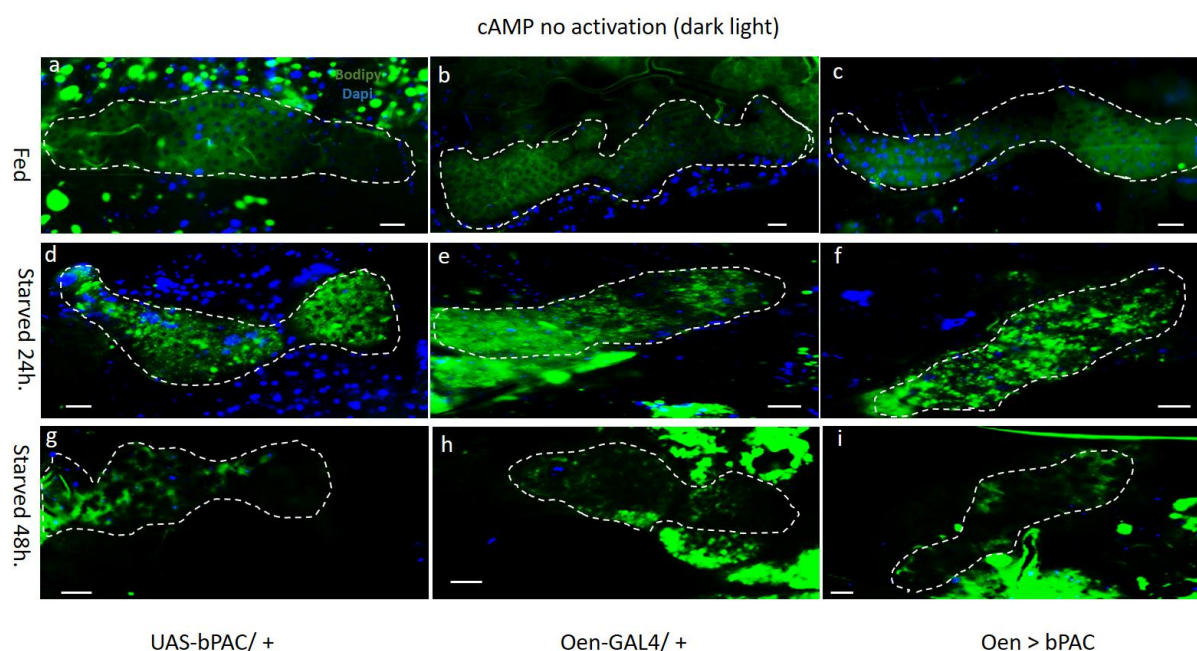 cAMP no activation (dark light)
a
Bodipy
Dapi
b
c
Fed
d
e
f
Starved 24h.
g
h
i
Starved 48h.
UAS-bPAC/ +
Oen-GAL4/ +
Oen > bPAC